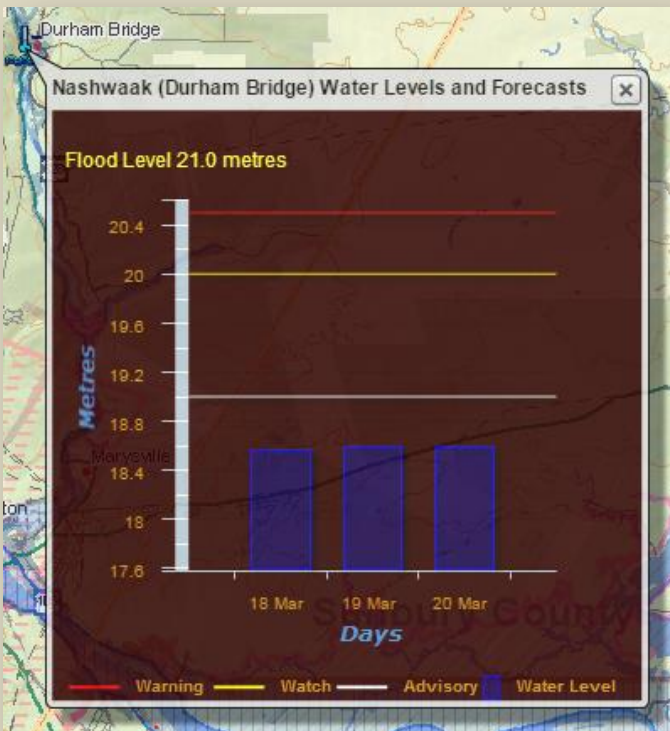 Durham Bridge
Nashwaak (Durham Bridge) Water Levels and Forecasts
Flood Level 21.0 metres
20.4
20
19.6
19.2
18.8
18.4
18
17.6
Metres
Marysville
ton
18 Mar 19 Mar 20 Mar
Days
County
Warning Watch Advisory Water Level